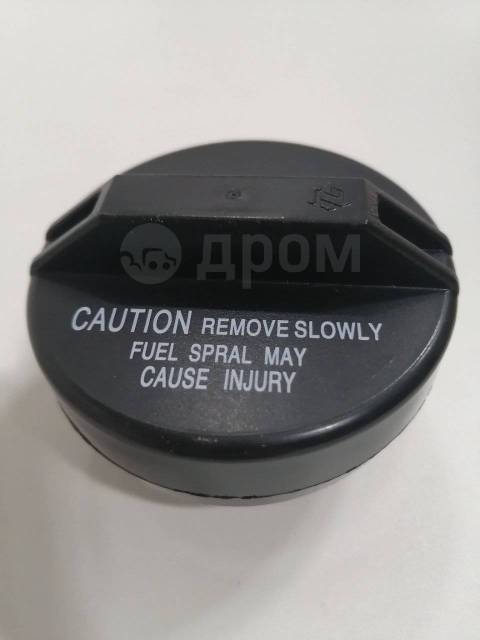 дром
CAUTION REMOVE SLOWLY
FUEL SPRAL MAY
CAUSE INJURY